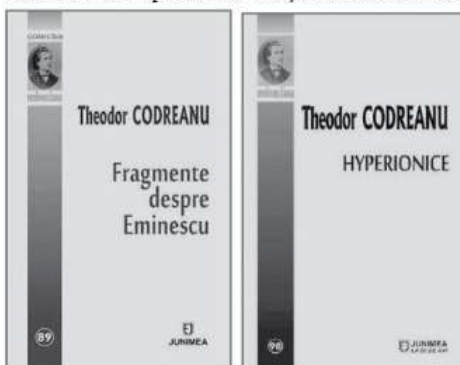 Theodor CODREANU
Fragmente
despre
Eminescu
89
JUNIMEA
Theodor CODREANU
HYPERIONICE
98
JUNIMEA